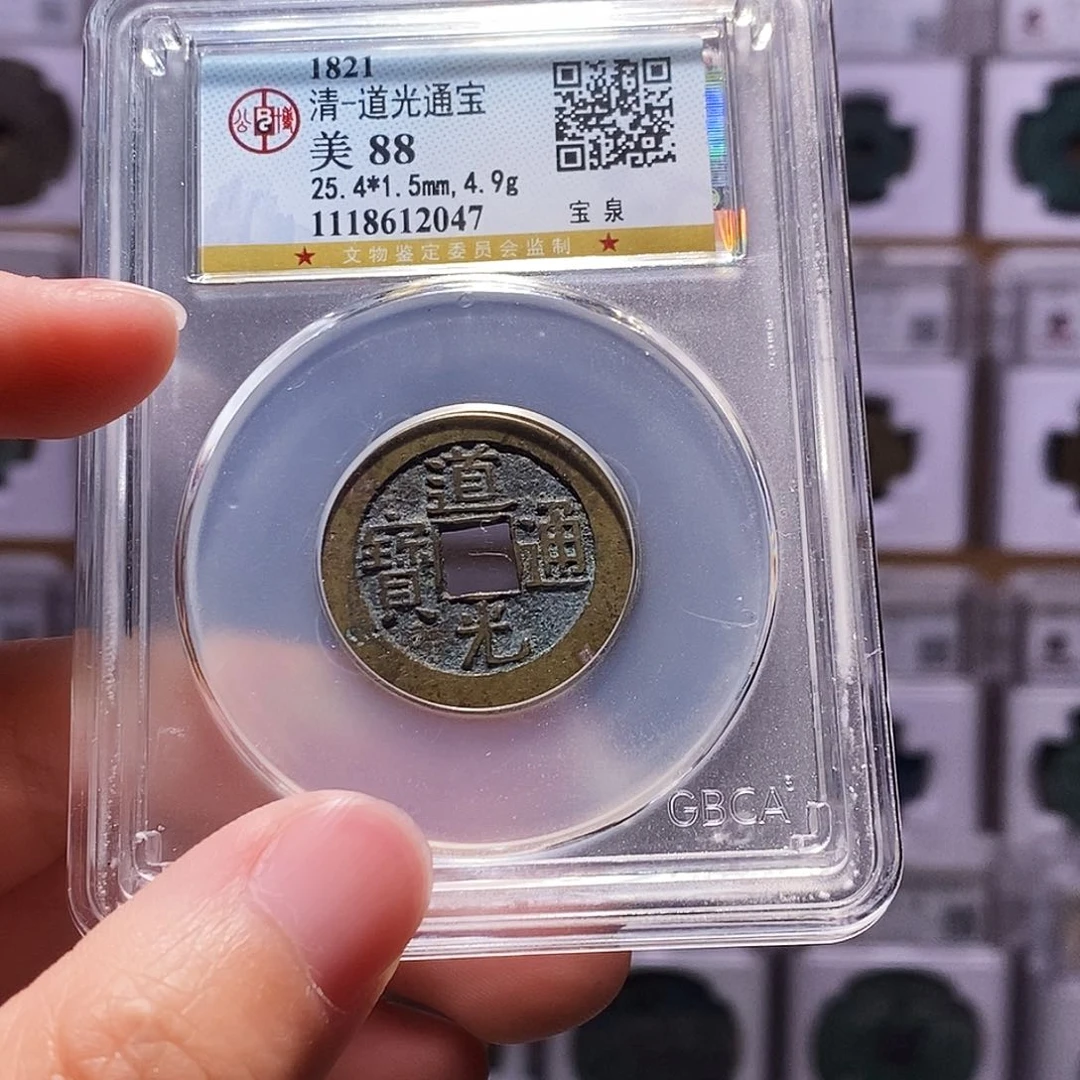 1821
清-道光通宝
美 88
25.4*1.5mm, 4.9g
1118612047
宝泉
★ 文物鉴定委员会监制 ★
道光通寶
GBCA